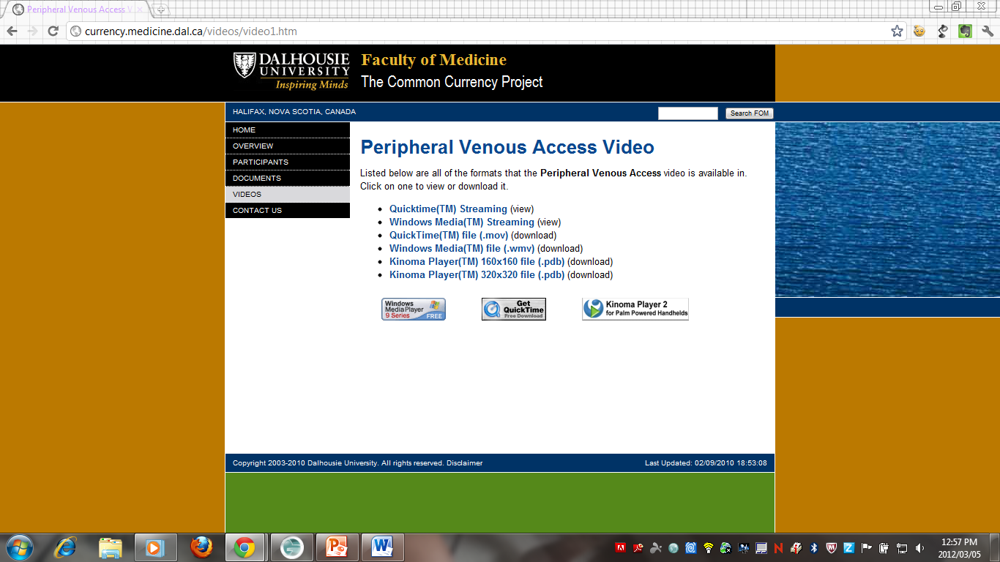 Peripheral Venous Access V
currency.medicine.dal.ca/videos/video1.htm
DALHOUSIE
UNIVERSITY
Inspiring Minds
Faculty of Medicine
The Common Currency Project
HALIFAX, NOVA SCOTIA, CANADA
Search FOM
HOME
OVERVIEW
PARTICIPANTS
DOCUMENTS
VIDEOS
CONTACT US
Peripheral Venous Access Video
Listed below are all of the formats that the Peripheral Venous Access video is available in.
Click on one to view or download it.
Quicktime(TM) Streaming (view)
Windows Media(TM) Streaming (view)
QuickTime(TM) file (.mov) (download)
Windows Media(TM) file (.wmv) (download)
Kinoma Player(TM) 160x160 file (.pdb) (download)
Kinoma Player(TM) 320x320 file (.pdb) (download)
Windows
MediaPlayer
9 Series
FREE
Get
QuickTime
Free Download
Kinoma Player 2
for Palm Powered Handhelds
Copyright 2003-2010 Dalhousie University. All rights reserved. Disclaimer
Last Updated: 02/09/2010 18:53:08
12:57 PM
2012/03/05